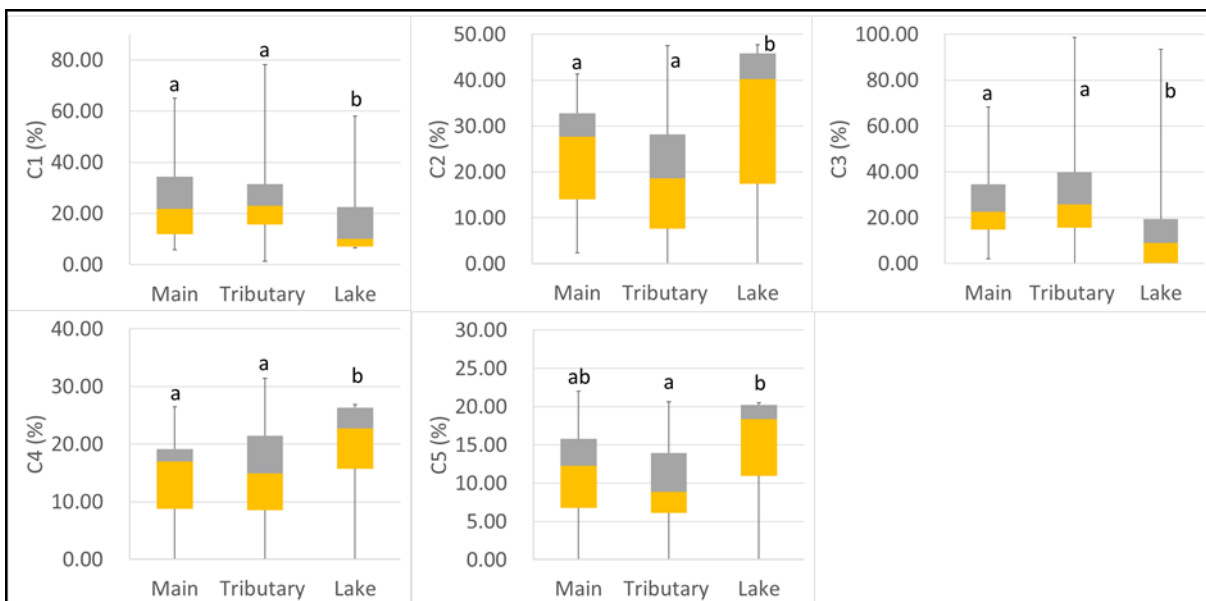 C1 (%)
80.00
60.00
40.00
20.00
0.00
a
a
b
Main Tributary Lake
C2 (%)
50.00
40.00
30.00
20.00
10.00
0.00
a
a
b
Main Tributary Lake
C3 (%)
100.00
80.00
60.00
40.00
20.00
0.00
a
a
b
Main Tributary Lake
C4 (%)
40.00
30.00
20.00
10.00
0.00
a
a
b
Main Tributary Lake
C5 (%)
30.00
25.00
20.00
15.00
10.00
5.00
0.00
ab
a
b
Main Tributary Lake